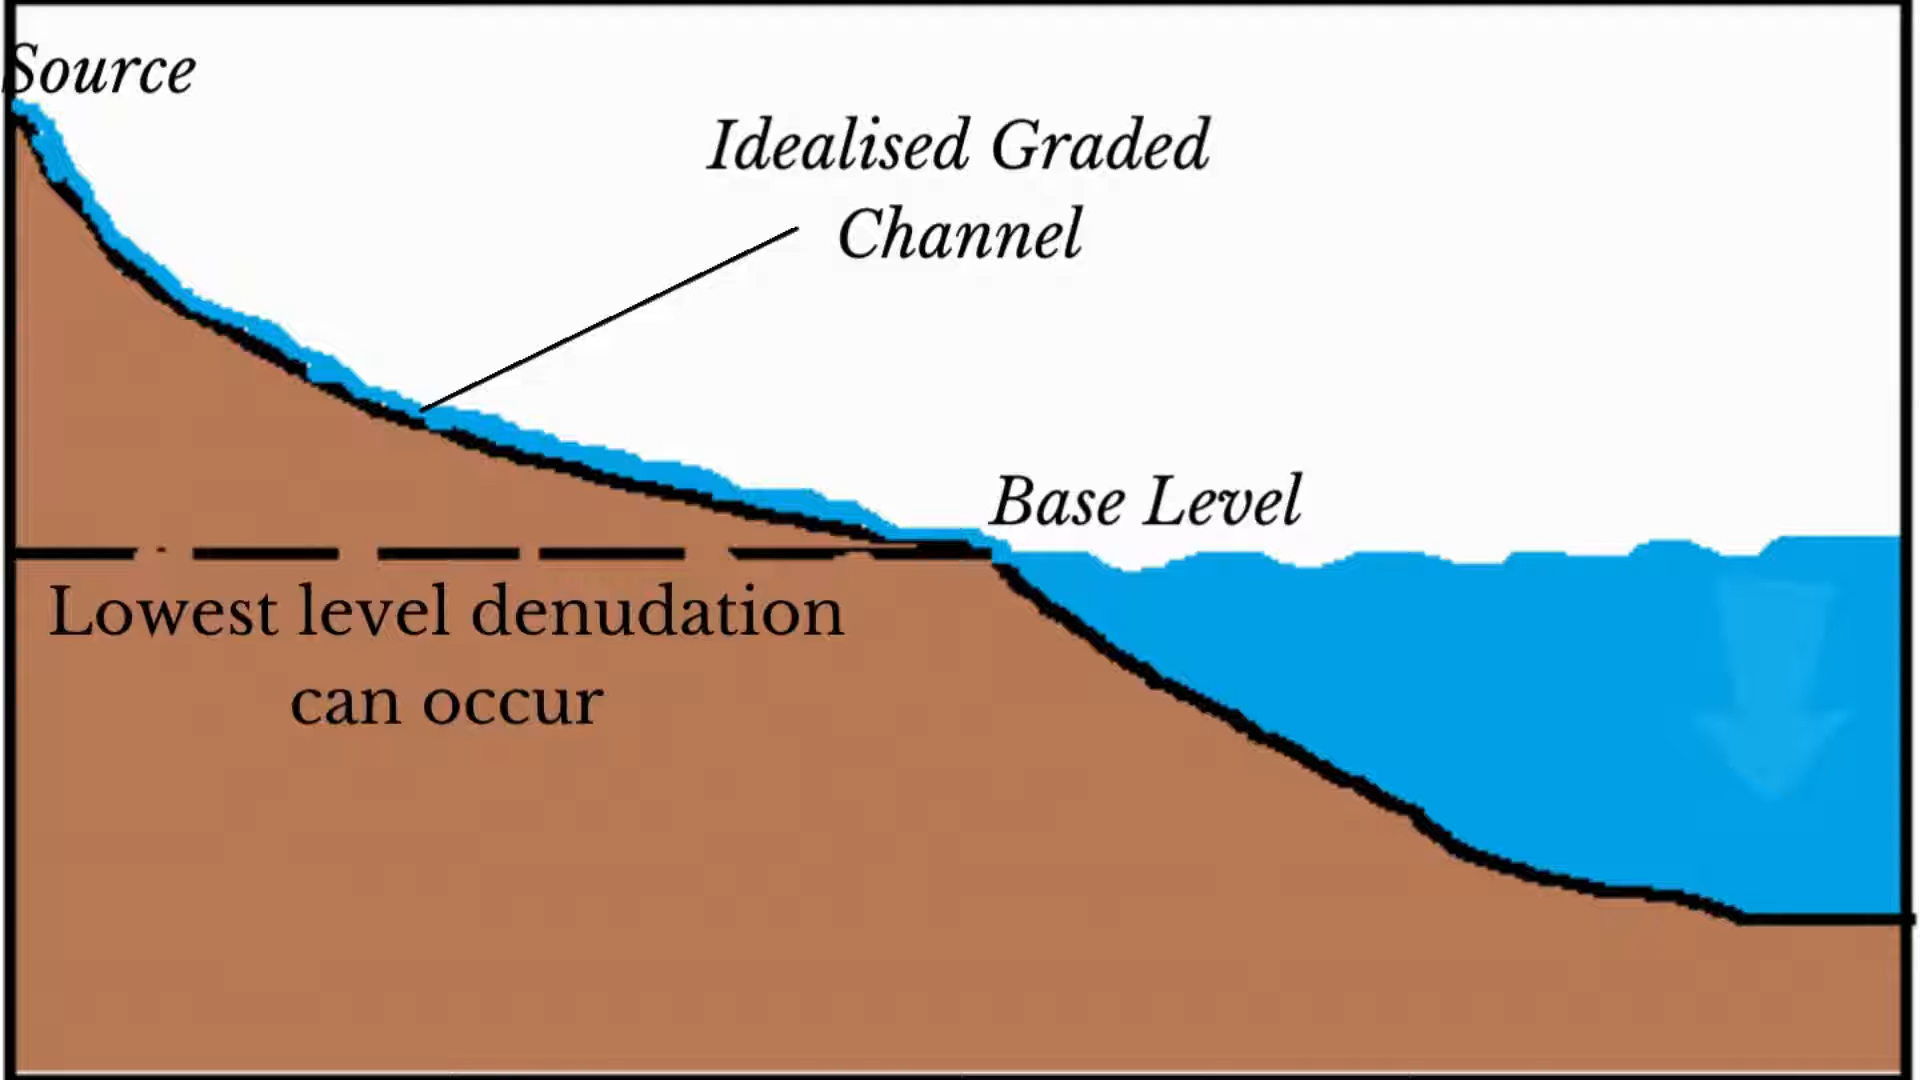 Source
Idealised Graded
Channel
Base Level
Lowest level denudation
can occur